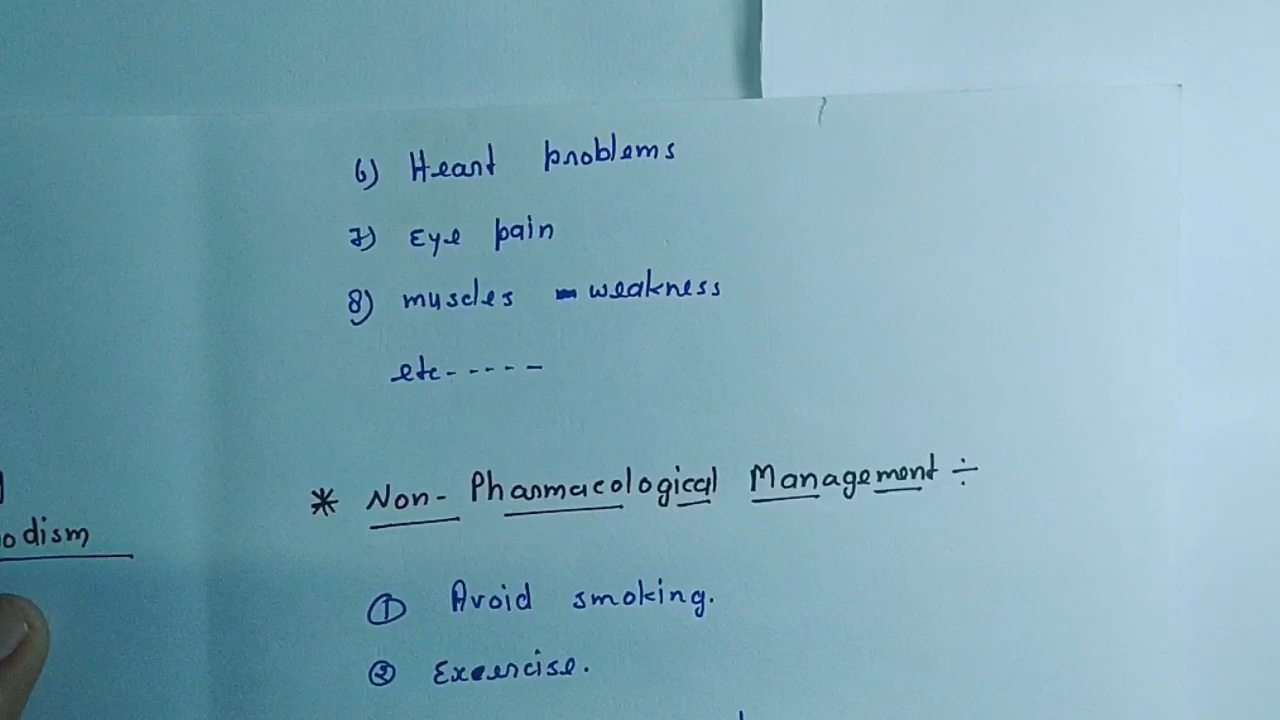 6) Heart problems
7) Eye pain
8) muscles - weakness
etc-----
* Non-Pharmacological Management ÷
odism
① Avoid smoking.
② Exercise.